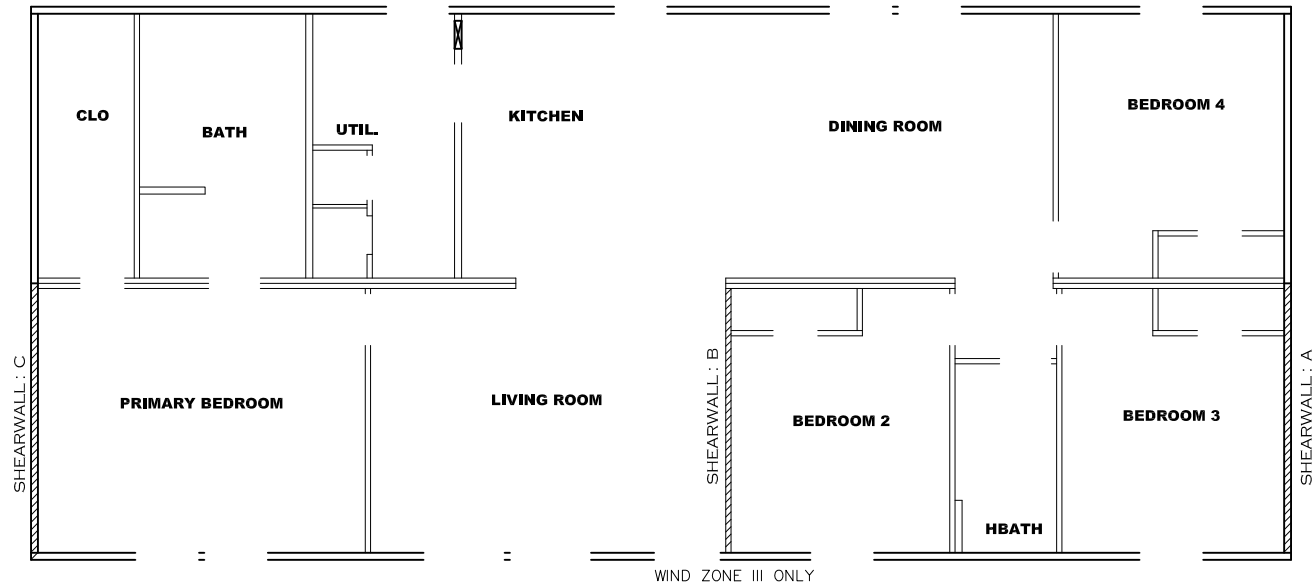 CLO
BATH
UTIL.
KITCHEN
DINING ROOM
BEDROOM 4
SHEARWALL: C
PRIMARY BEDROOM
LIVING ROOM
SHEARWALL: B
BEDROOM 2
HBATH
BEDROOM 3
SHEARWALL: A
WIND ZONE III ONLY